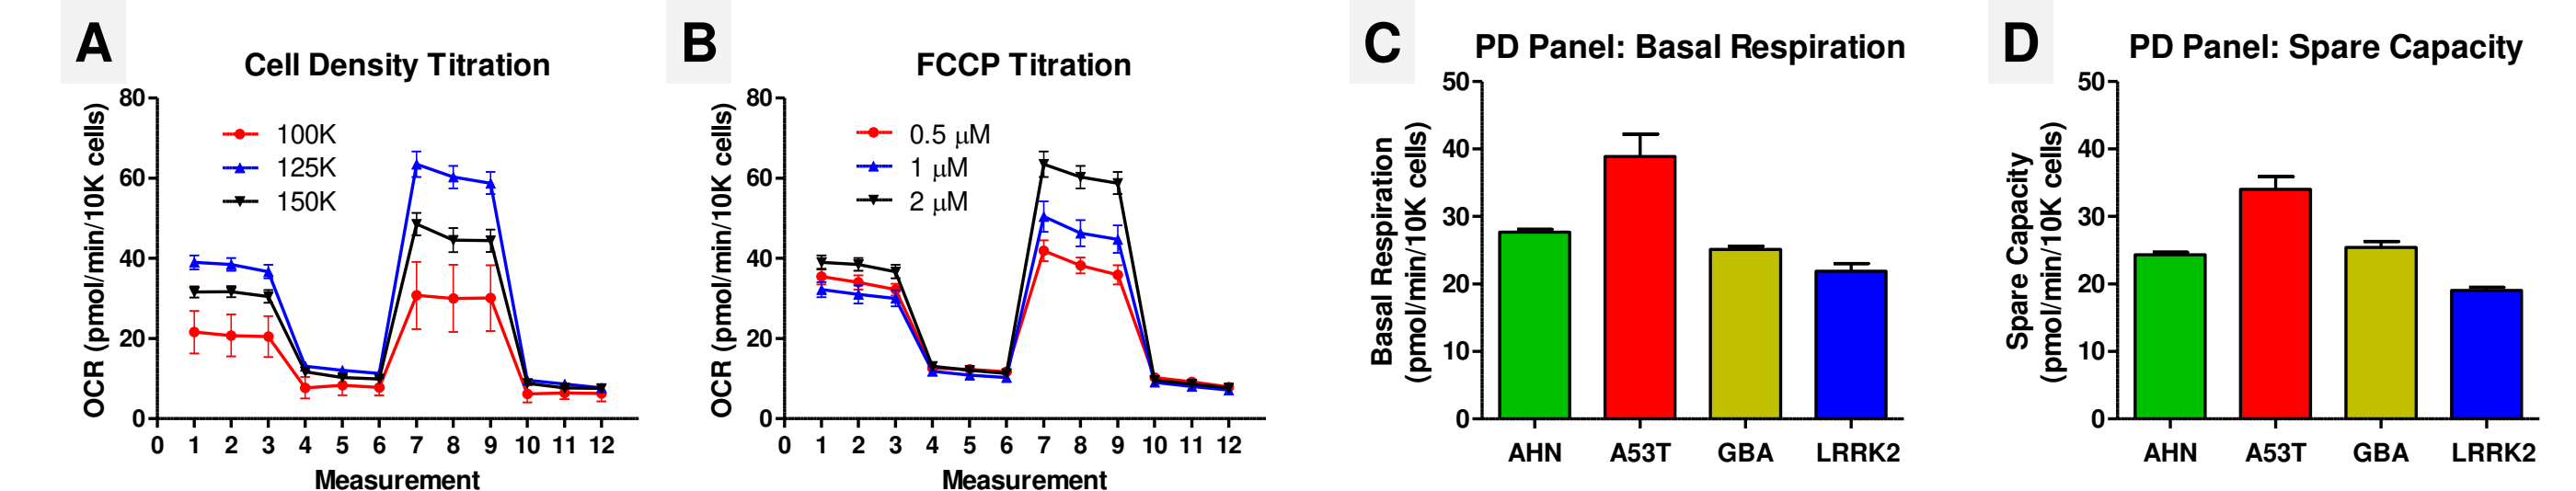 A
Cell Density Titration
OCR (pmol/min/10K cells)
80
60
40
20
0
100K
125K
150K
0 1 2 3 4 5 6 7 8 9 10 11 12
Measurement
B
FCCP Titration
OCR (pmol/min/10K cells)
80
60
40
20
0
0.5 μM
1 μM
2 μM
0 1 2 3 4 5 6 7 8 9 10 11 12
Measurement
C
PD Panel: Basal Respiration
Basal Respiration
(pmol/min/10K cells)
50
40
30
20
10
0
AHN A53T GBA LRRK2
D
PD Panel: Spare Capacity
Spare Capacity
(pmol/min/10K cells)
50
40
30
20
10
0
AHN A53T GBA LRRK2